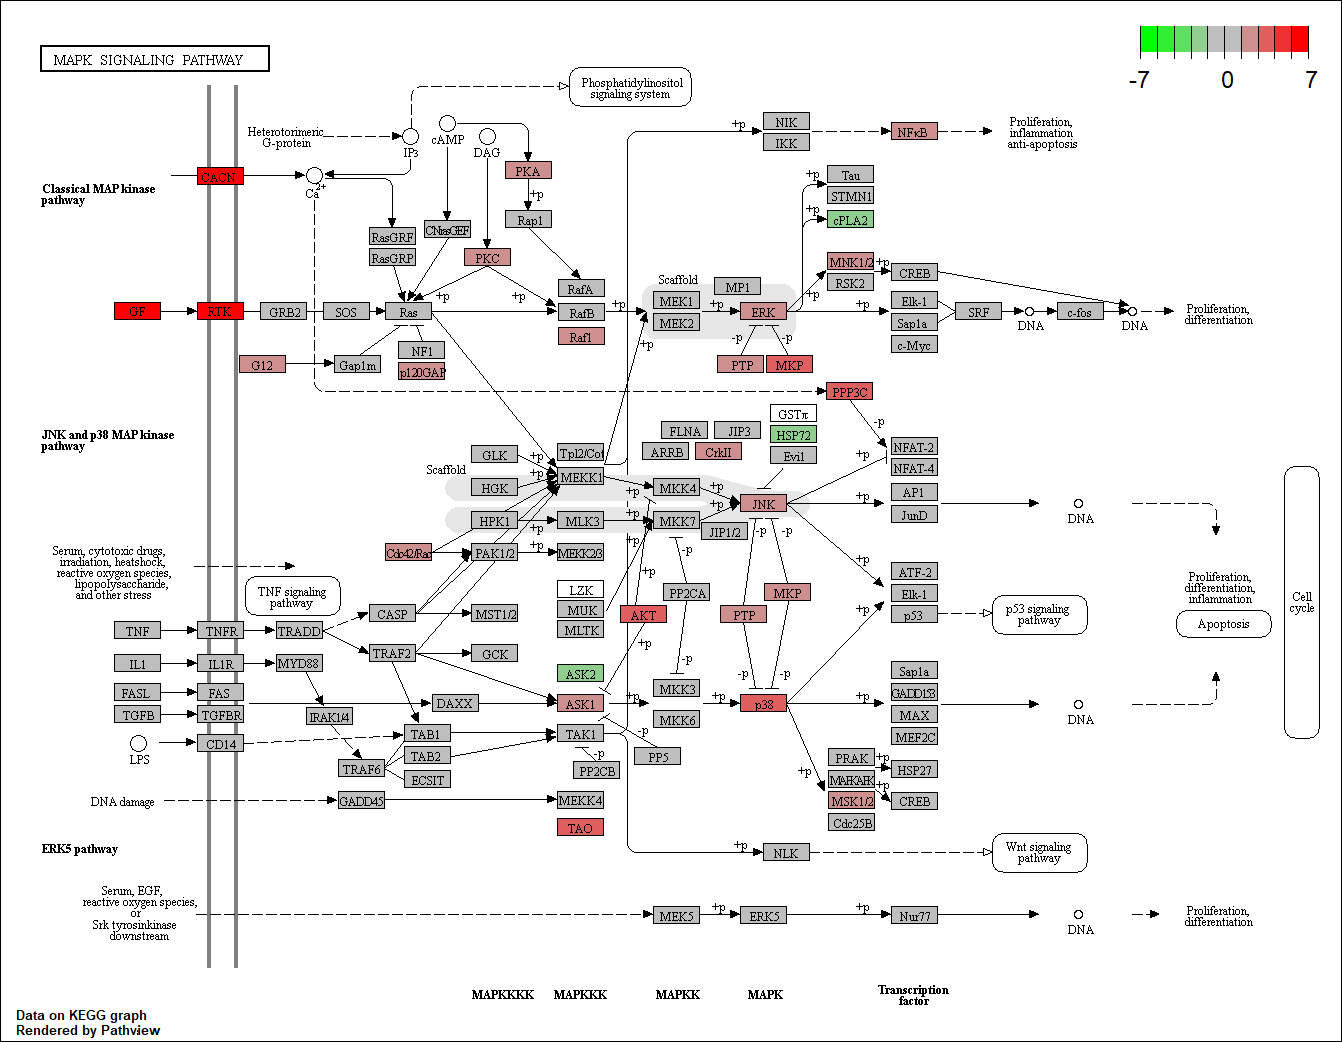 MAPK SIGNALING PATHWAY
-7
0
7
Phosphatidylinositol
signaling system
Heterotorimeric
G-protein
IP3
cAMP
DAG
+p
NIK
IKK
NFκB
Proliferation,
inflammation
anti-apoptosis
CACN
Ca2+
Classical MAP kinase
pathway
PKA
+p
Rap1
+p
Tau
STMN1
+p
cPLA2
RasGRF
RasGRP
CNrasGEF
PKC
MNK1/2
+p
RSK2
CREB
GF
RTK
GRB2
SOS
Ras
+p
+p
RafA
RafB
Raf1
+p
+p
Scaffold
MEK1
MEK2
MP1
+p
ERK
+p
+p
Elk-1
Sap1a
c-Myc
SRF
DNA
c-fos
DNA
Proliferation,
differentiation
G12
Gap1m
NF1
p120GAP
-p
-p
PTP
MKP
PPP3C
-p
JNK and p38 MAP kinase
pathway
GSTπ
HSP72
Evi1
FLNA
JIP3
ARRB
CrkII
NFAT-2
NFAT-4
Scaffold
GLK
HGK
HPK1
PAK1/2
+p
+p
+p
+p
Tpl2/Cot
MEKK1
MLK3
MEKK2/3
+p
+p
+p
+p
MKK4
MKK7
+p
+p
JIP1/2
JNK
+p
+p
AP1
JunD
DNA
Cdc42/Rac
Serum, cytotoxic drugs,
irradiation, heatshock,
reactive oxygen species,
lipopolysaccharide,
and other stress
TNF signaling
pathway
LZK
MUK
MLTK
+p
-p
PP2CA
-p
-p
MKP
PTP
AKT
ATF-2
Elk-1
p53
+p
p53 signaling
pathway
Proliferation,
differentiation,
inflammation
Apoptosis
Cell
cycle
CASP
MST1/2
TNF
TNFR
TRADD
TRAF2
GCK
+p
-p
IL1
IL1R
MYD88
ASK2
FASL
FAS
DAXX
ASK1
+p
MKK3
MKK6
+p
-p
-p
p38
+p
Sap1a
GADD153
MAX
MEF2C
DNA
TGFB
TGFBR
IRAK1/4
LPS
CD14
TAB1
TAB2
ECSIT
TRAF6
TAK1
-p
PP2CB
-p
PP5
+p
PRAK
MAPKAPK
MSK1/2
Cdc25B
+p
+p
HSP27
CREB
DNA damage
GADD45
MEKK4
TAO
ERK5 pathway
+p
NLK
Wnt signaling
pathway
Serum, EGF,
reactive oxygen species,
or
Srk tyrosinkinase
downstream
MEK5
+p
ERK5
+p
Nur77
DNA
Proliferation,
differentiation
MAPKKKK
MAPKKK
MAPKK
MAPK
Transcription
factor
Data on KEGG graph
Rendered by Pathview